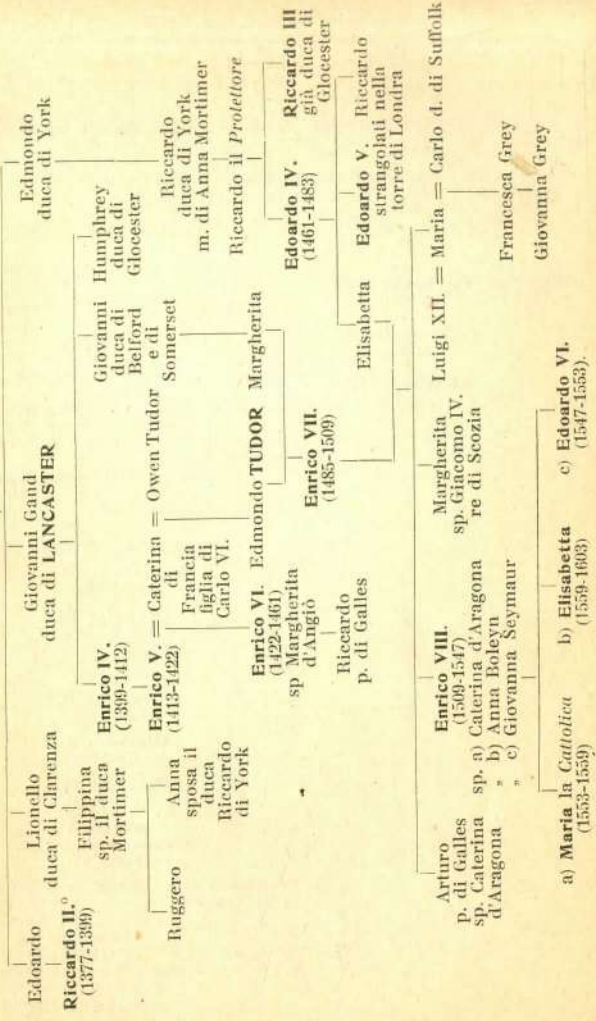 Edoardo
Riccardo II.º
(1377-1399)
Lionello
duca di Clarenza
Filippina
sp. il duca
Mortimer
Ruggero
Anna
sposa il
duca
Riccardo
di York
Giovanni Gaud
duca di LANCASTER
Enrico IV.
(1399-1412)
Enrico V. = Caterina = Owen Tudor
(1413-1422)
di
Francia
figlia di
Carlo VI.
Giovanni
duca di
Belford
e di
Somerset
Humphrey
duca di
Glocester
Edmondo
duca di York
Riccardo
duca di York
m. di Anna Mortimer
Riccardo il Protettore
Enrico VI.
(1422-1461)
sp Margherita
d'Angiò
Riccardo
p. di Galles
Edmondo TUDOR
Margherita
Enrico VII.
(1485-1509)
Edoardo IV.
(1461-1483)
Riccardo III
già duca di
Glocester
Elisabetta
Edoardo V. Riccardo
strangolati nella
torre di Londra
Arturo
p. di Galles
sp. Caterina
d'Aragona
Enrico VIII.
(1509-1547)
sp. a) Caterina d'Aragona
„ b) Anna Boleyn
„ c) Giovanna Seymaur
Margherita
sp. Giacomo IV.
re di Scozia
Luigi XII. = Maria = Carlo d. di Suffolk
Francesca Grey
Giovanna Grey
a) Maria la Cattolica
(1553-1559)
b) Elisabetta
(1559-1603)
c) Edoardo VI.
(1547-1553).